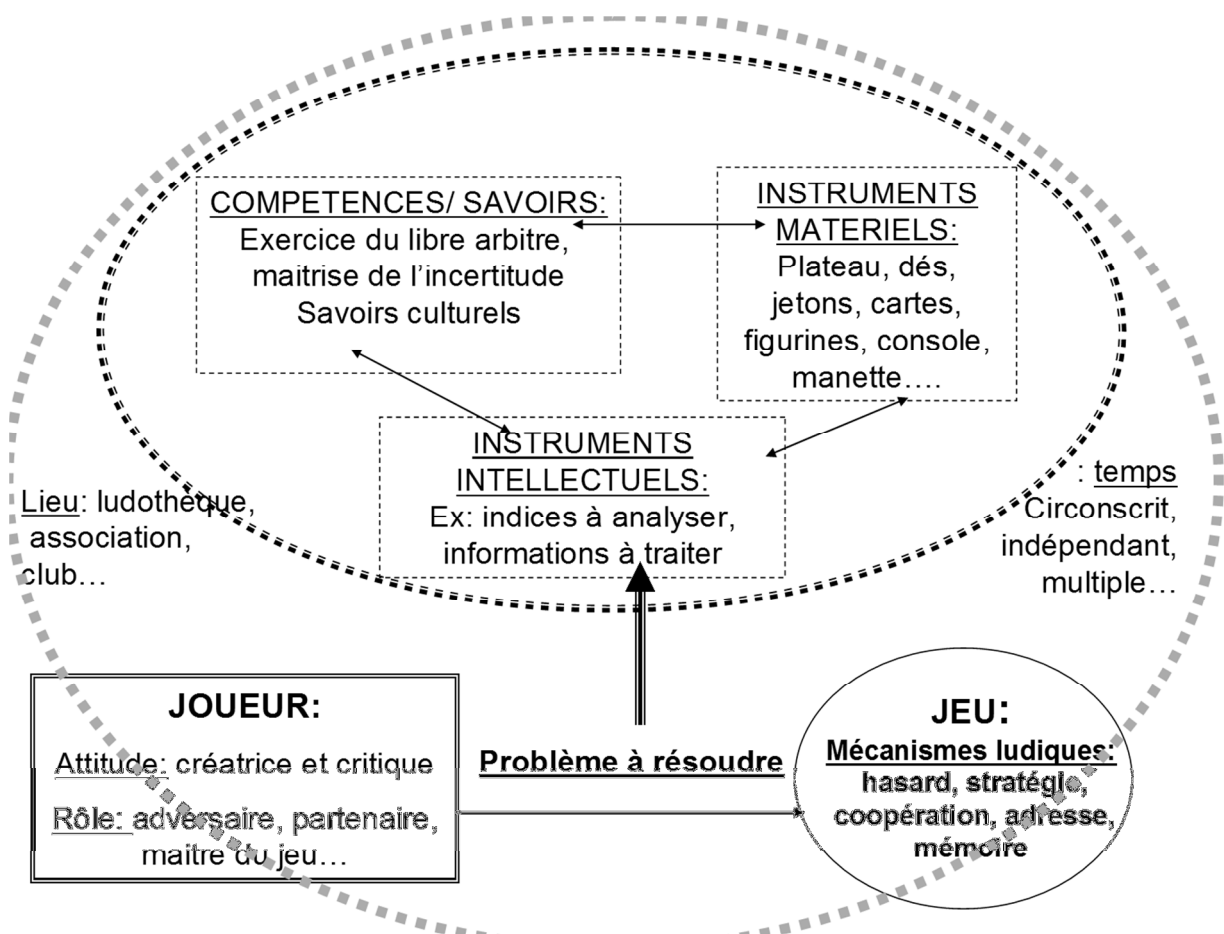 COMPETENCES/ SAVOIRS:
Exercice du libre arbitre,
maitrise de l'incertitude
Savoirs culturels
INSTRUMENTS
MATERIELS:
Plateau, dés,
jetons, cartes,
figurines, console,
manette….
INSTRUMENTS
INTELLECTUELS:
Ex: indices à analyser,
informations à traiter
Lieu: ludothèque,
association,
club…
: temps
Circonscrit,
indépendant,
multiple…
JOUEUR:
Attitude: créatrice et critique
Rôle: adversaire, partenaire,
maitre du jeu…
Problème à résoudre
JEU:
Mécanismes ludiques:
hasard, stratégie,
coopération, adresse,
mémoire